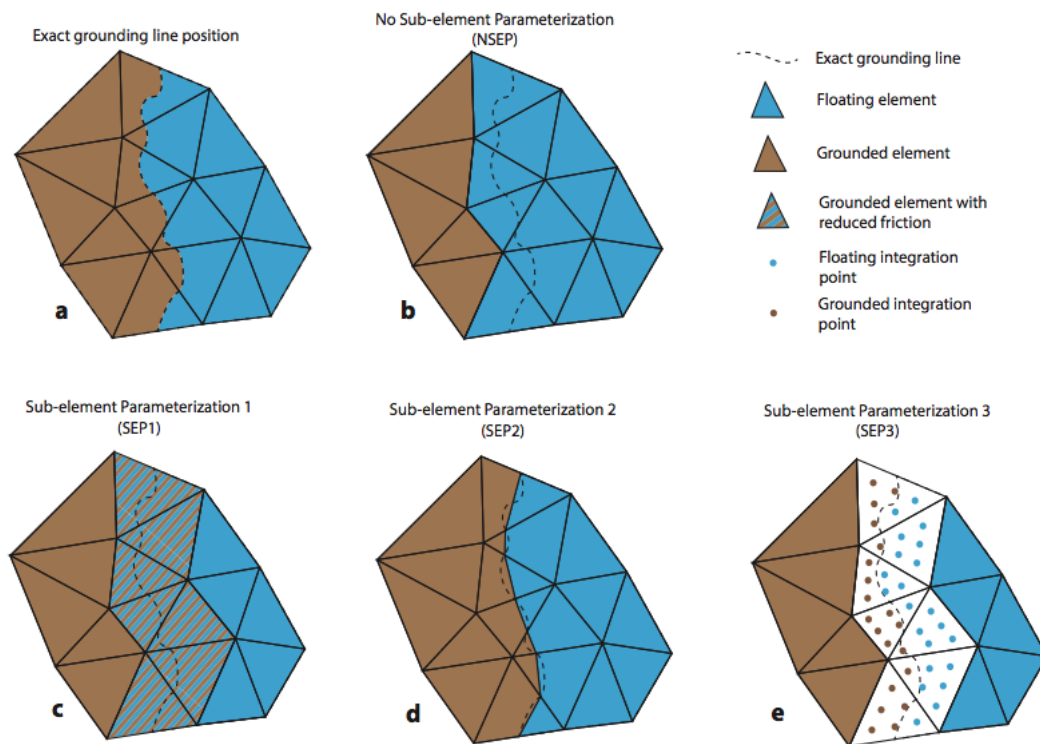 Exact grounding line position
No Sub-element Parameterization
(NSEP)
Exact grounding line
Floating element
Grounded element
Grounded element with
reduced friction
Floating integration
point
Grounded integration
point
a
b
Sub-element Parameterization 1
(SEP1)
Sub-element Parameterization 2
(SEP2)
Sub-element Parameterization 3
(SEP3)
c
d
e